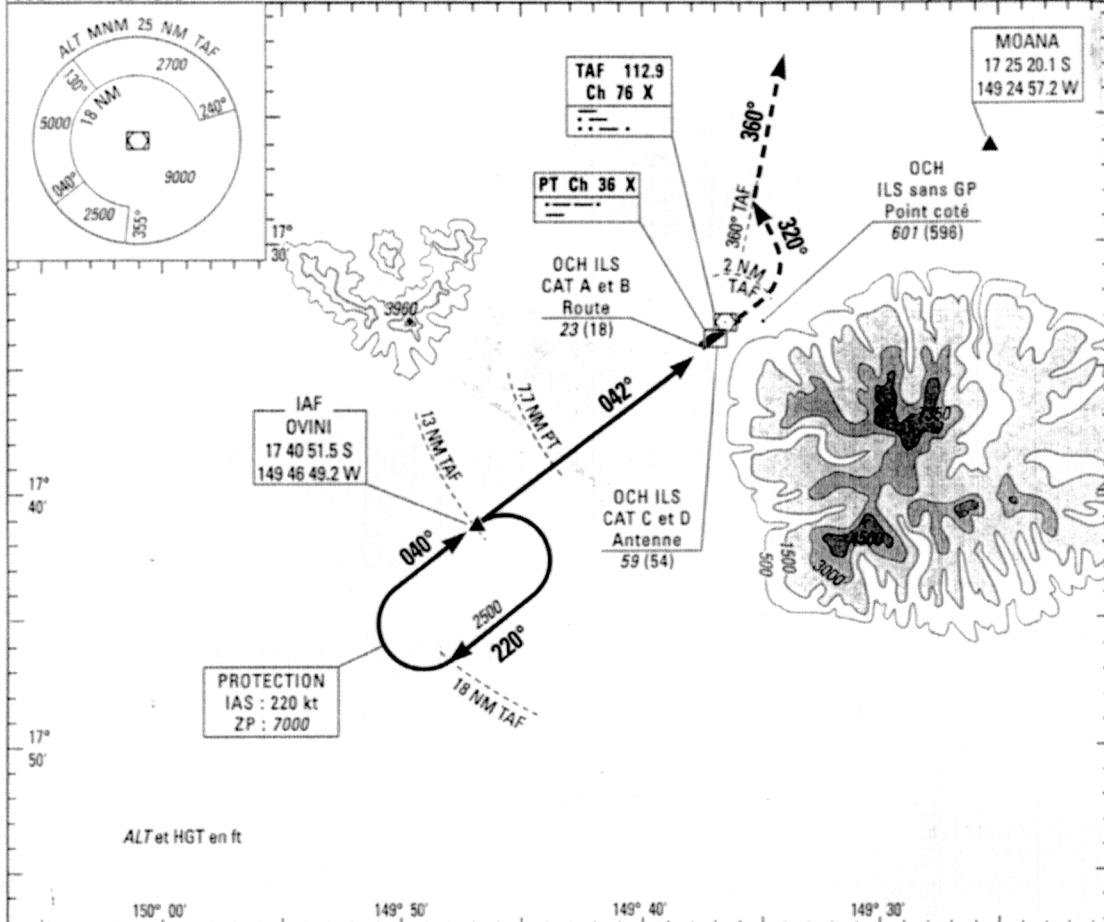 ALT MNM 25 NM TAF
2700
130°
18 NM
240°
5000
9000
040°
2500
355°
TAF 112.9
Ch 76 X
PT Ch 36 X
MOANA
17 25 20.1 S
149 24 57.2 W
360°
OCH
ILS sans GP
Point coté
601 (596)
360° TAF
320°
2 NM
TAF
17°
30'
3960
OCH ILS
CAT A et B
Route
23 (18)
042°
7.7 NM PT
13 NM TAF
IAF
OVINI
17 40 51.5 S
149 46 49.2 W
7350
17°
40'
OCH ILS
CAT C et D
Antenne
59 (54)
040°
2500
220°
4500
3000
1500
500
PROTECTION
IAS : 220 kt
ZP : 7000
18 NM TAF
17°
50'
ALT et HGT en ft
150° 00'
149° 50'
149° 40'
149° 30'